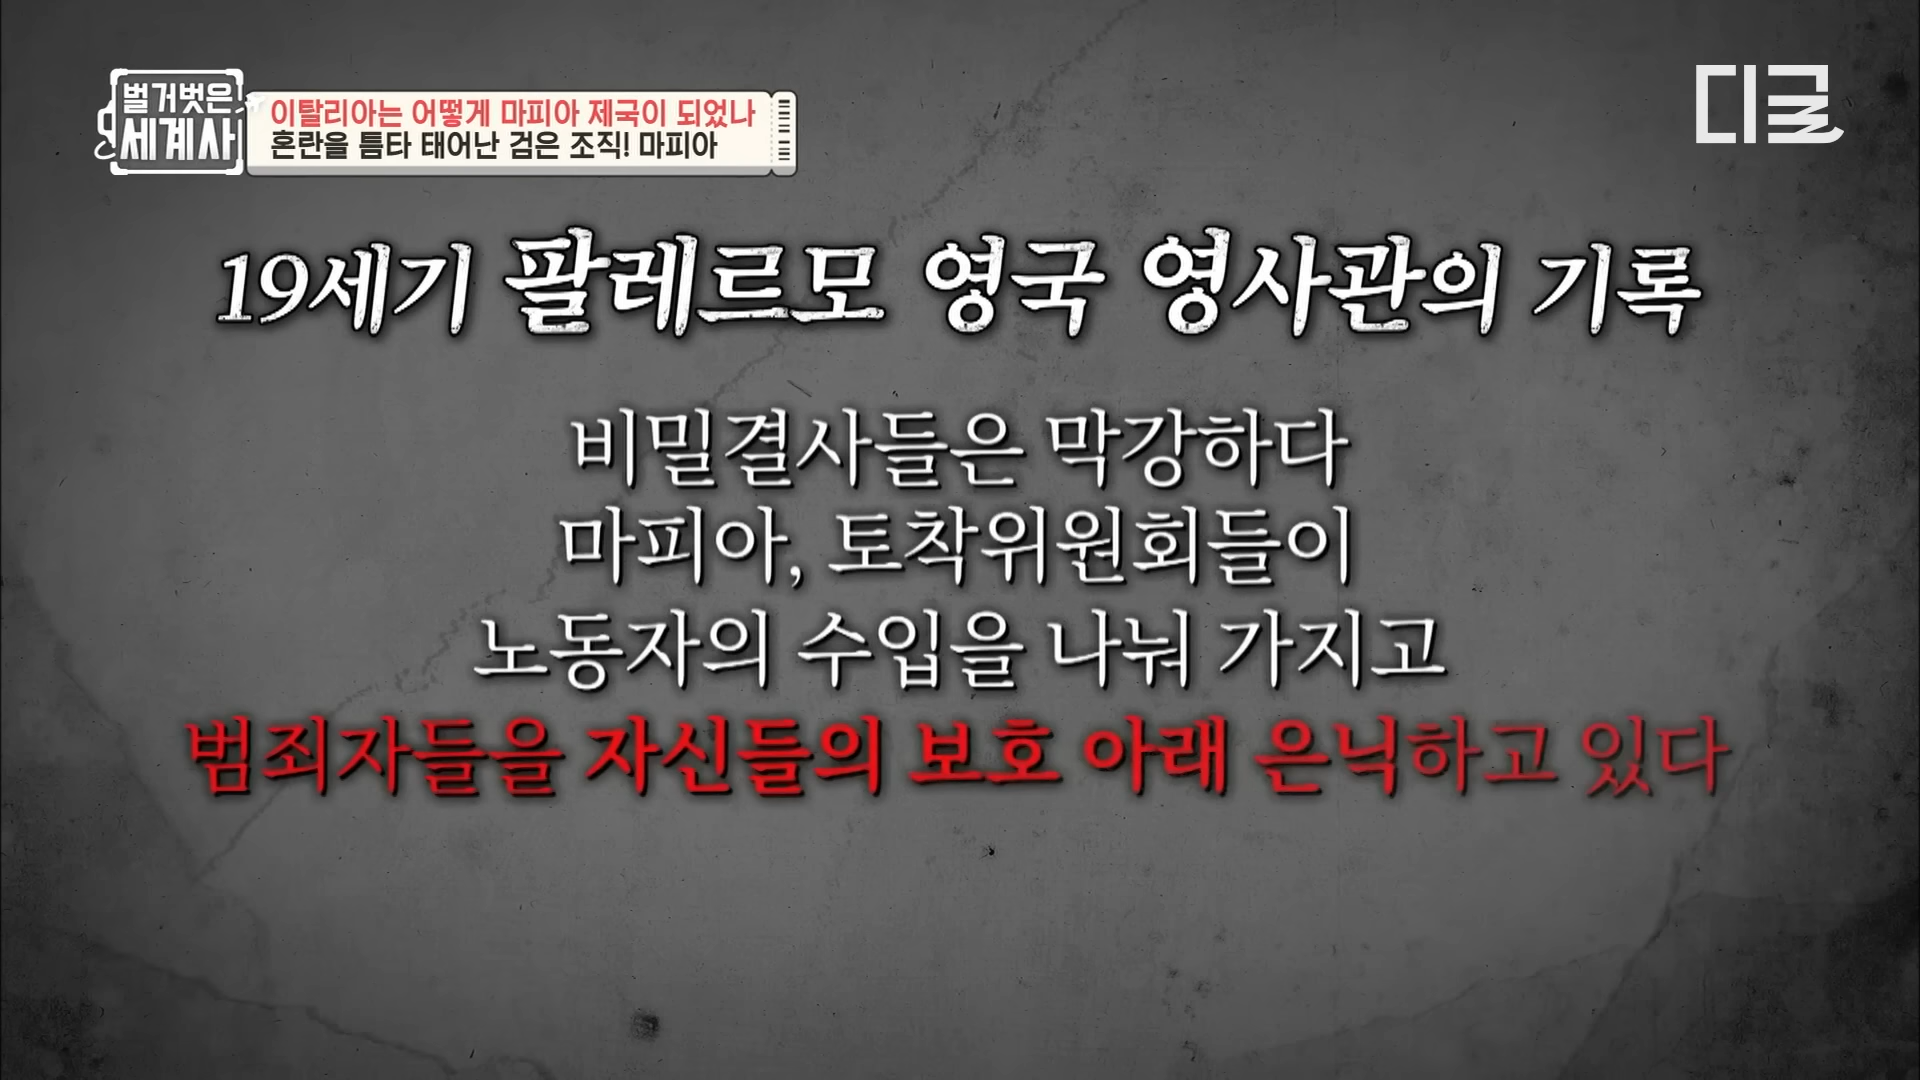 벌거벗은
세계사
이탈리아는 어떻게 마피아 제국이 되었나
혼란을 틈타 태어난 검은 조직! 마피아
디글
19세기 팔레르모 영국 영사관의 기록
비밀결사들은 막강하다
마피아, 토착위원회들이
노동자의 수입을 나눠 가지고
범죄자들을 자신들의 보호 아래 은닉하고 있다